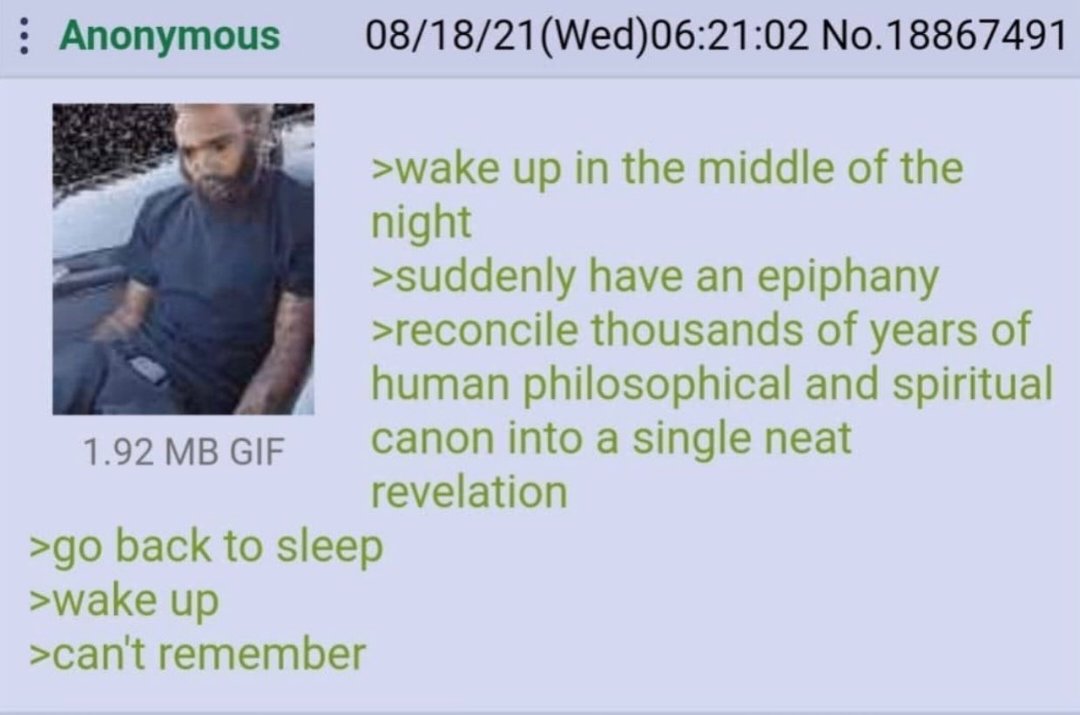 Anonymous 08/18/21(Wed)06:21:02 No.18867491
>wake up in the middle of the
night
>suddenly have an epiphany
>reconcile thousands of years of
human philosophical and spiritual
canon into a single neat
revelation
1.92 MB GIF
>go back to sleep
>wake up
>can't remember